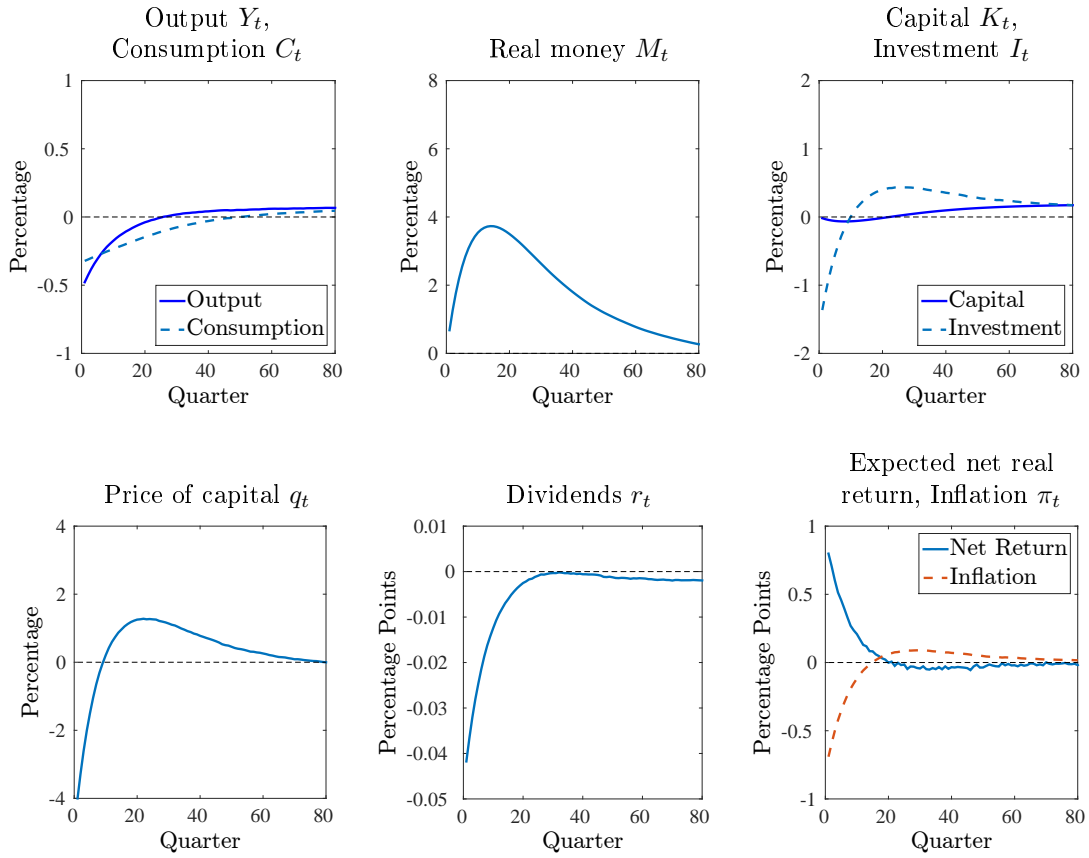 Output Y_t,
Consumption C_t
Percentage
1
0.5
0
-0.5
-1
Output
Consumption
0 20 40 60 80
Quarter
Real money M_t
Percentage
8
6
4
2
0
0 20 40 60 80
Quarter
Capital K_t,
Investment I_t
Percentage
2
1
0
-1
-2
Capital
Investment
0 20 40 60 80
Quarter
Price of capital q_t
Percentage
4
2
0
-2
-4
0 20 40 60 80
Quarter
Dividends r_t
Percentage Points
0.01
0
-0.01
-0.02
-0.03
-0.04
-0.05
0 20 40 60 80
Quarter
Expected net real
return, Inflation π_t
Percentage Points
1
0.5
0
-0.5
-1
Net Return
Inflation
0 20 40 60 80
Quarter